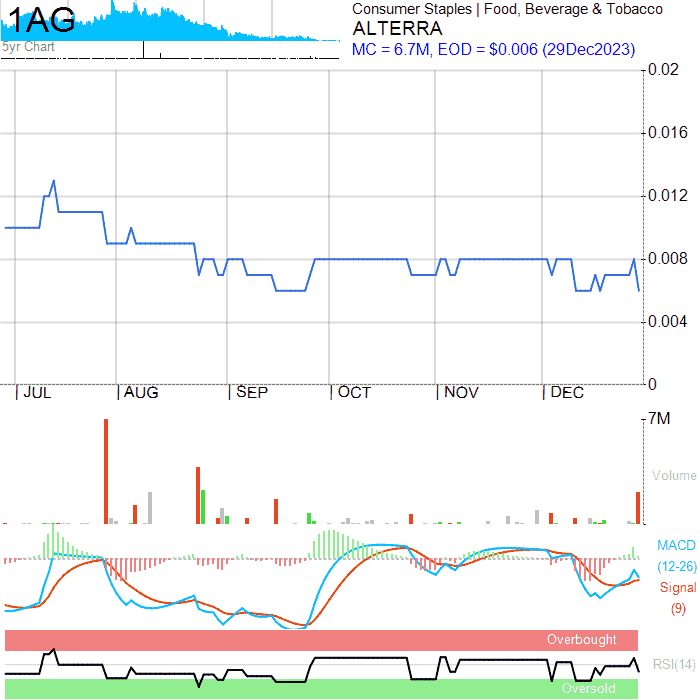 1AG
5yr Chart
Consumer Staples | Food, Beverage & Tobacco
ALTERRA
MC = 6.7M, EOD = $0.006 (29Dec2023)
0.02
0.016
0.012
0.008
0.004
0
JUL AUG SEP OCT NOV DEC
7M
Volume
MACD
(12-26)
Signal
(9)
Overbought
RSI(14)
Oversold